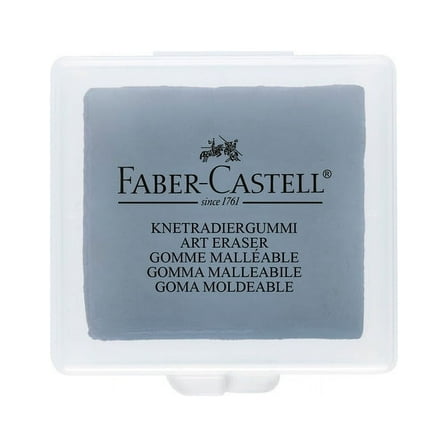 FABER-CASTELL®
since 1761
KNETRADIERGUMMI
ART ERASER
GOMME MALLÉABLE
GOMMA MALLEABILE
GOMA MOLDEABLE